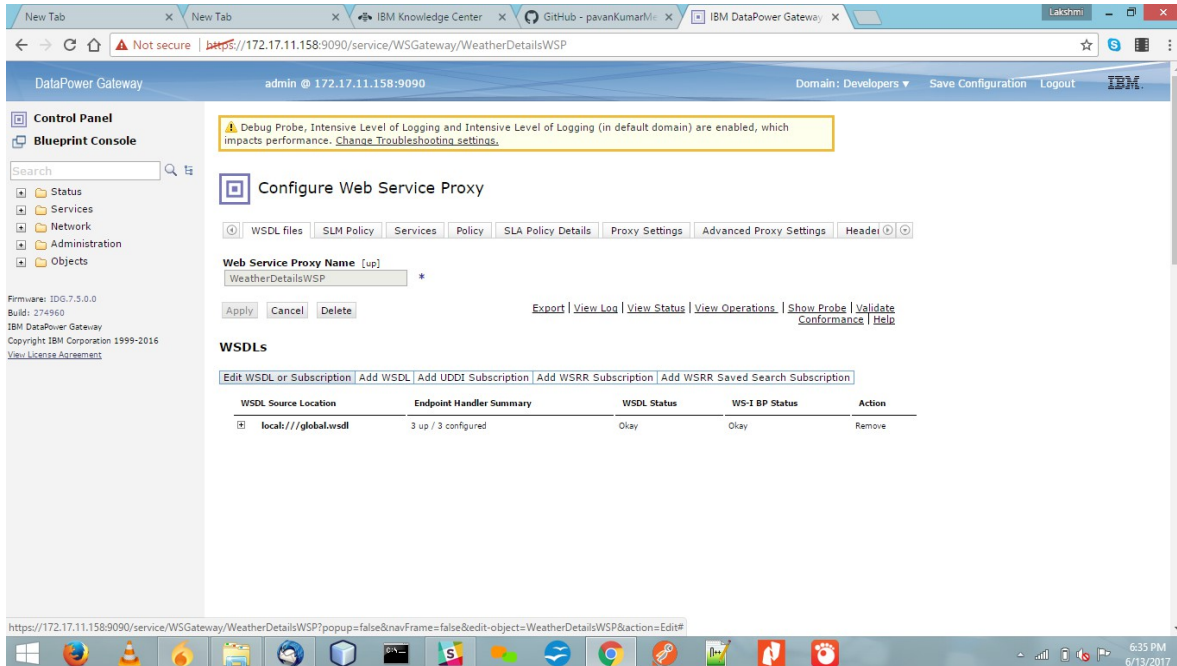 New Tab
New Tab
IBM Knowledge Center
GitHub - pavanKumarMe
IBM DataPower Gateway
Lakshmi
Not secure | https://172.17.11.158:9090/service/WSGateway/WeatherDetailsWSP
DataPower Gateway
admin @ 172.17.11.158:9090
Domain: Developers ▾
Save Configuration
Logout
IBM.
Control Panel
Blueprint Console
Search
Status
Services
Network
Administration
Objects
Firmware: IDG.7.5.0.0
Build: 274960
IBM DataPower Gateway
Copyright IBM Corporation 1999-2016
View License Agreement
Debug Probe, Intensive Level of Logging and Intensive Level of Logging (in default domain) are enabled, which
impacts performance. Change Troubleshooting settings.
Configure Web Service Proxy
WSDL files
SLM Policy
Services
Policy
SLA Policy Details
Proxy Settings
Advanced Proxy Settings
Header
Web Service Proxy Name [up]
WeatherDetailsWSP *
Apply
Cancel
Delete
Export | View Log | View Status | View Operations | Show Probe | Validate
Conformance | Help
WSDLs
Edit WSDL or Subscription
Add WSDL
Add UDDI Subscription
Add WSRR Subscription
Add WSRR Saved Search Subscription
WSDL Source Location Endpoint Handler Summary WSDL Status WS-I BP Status Action
local:///global.wsdl 3 up / 3 configured Okay Okay Remove
https://172.17.11.158:9090/service/WSGateway/WeatherDetailsWSP?popup=false&navFrame=false&edit-object=WeatherDetailsWSP&action=Edit#
6:35 PM
6/13/2017